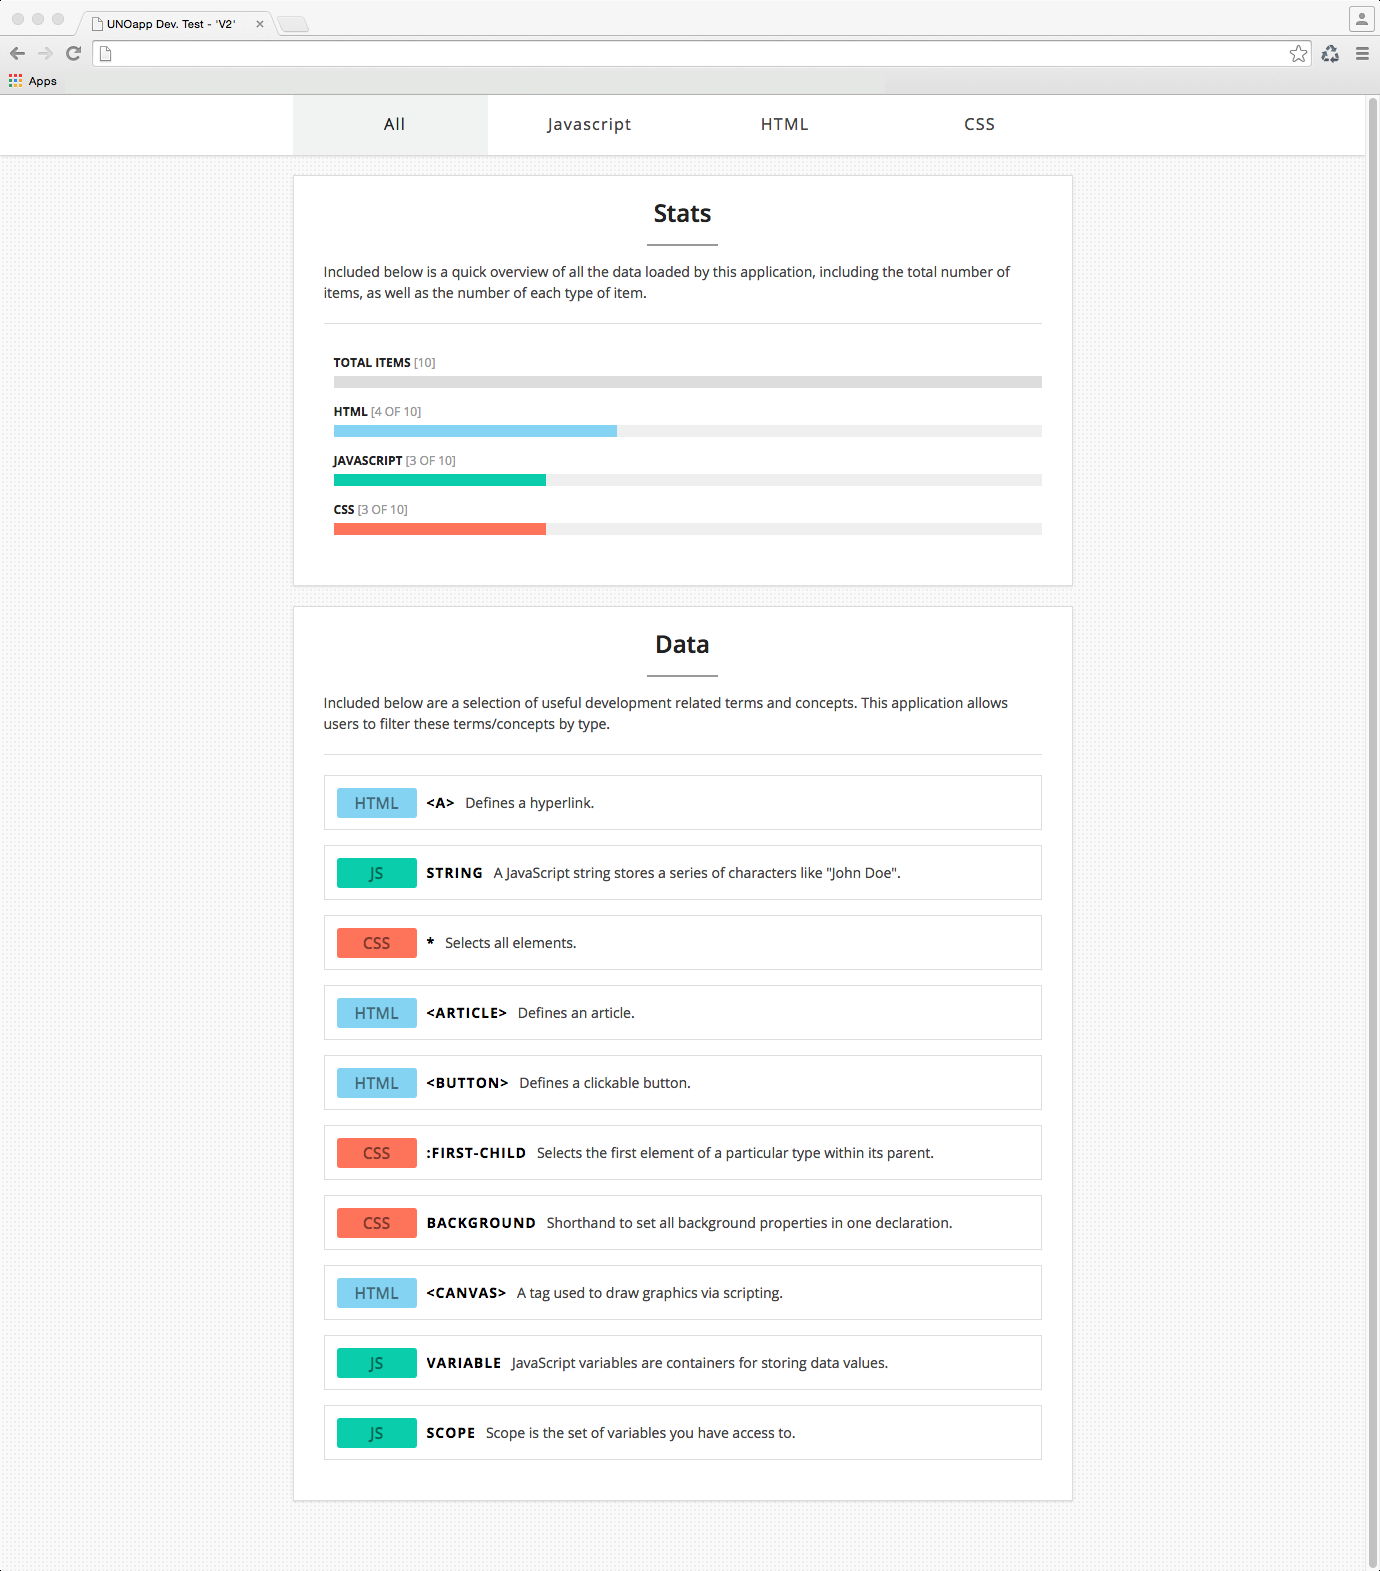 UNOapp Dev. Test - 'V2'
Apps
All Javascript HTML CSS
Stats
Included below is a quick overview of all the data loaded by this application, including the total number of
items, as well as the number of each type of item.
TOTAL ITEMS [10]
HTML [4 OF 10]
JAVASCRIPT [3 OF 10]
CSS [3 OF 10]
Data
Included below are a selection of useful development related terms and concepts. This application allows
users to filter these terms/concepts by type.
HTML <A> Defines a hyperlink.
JS STRING A JavaScript string stores a series of characters like "John Doe".
CSS * Selects all elements.
HTML <ARTICLE> Defines an article.
HTML <BUTTON> Defines a clickable button.
CSS :FIRST-CHILD Selects the first element of a particular type within its parent.
CSS BACKGROUND Shorthand to set all background properties in one declaration.
HTML <CANVAS> A tag used to draw graphics via scripting.
JS VARIABLE JavaScript variables are containers for storing data values.
JS SCOPE Scope is the set of variables you have access to.